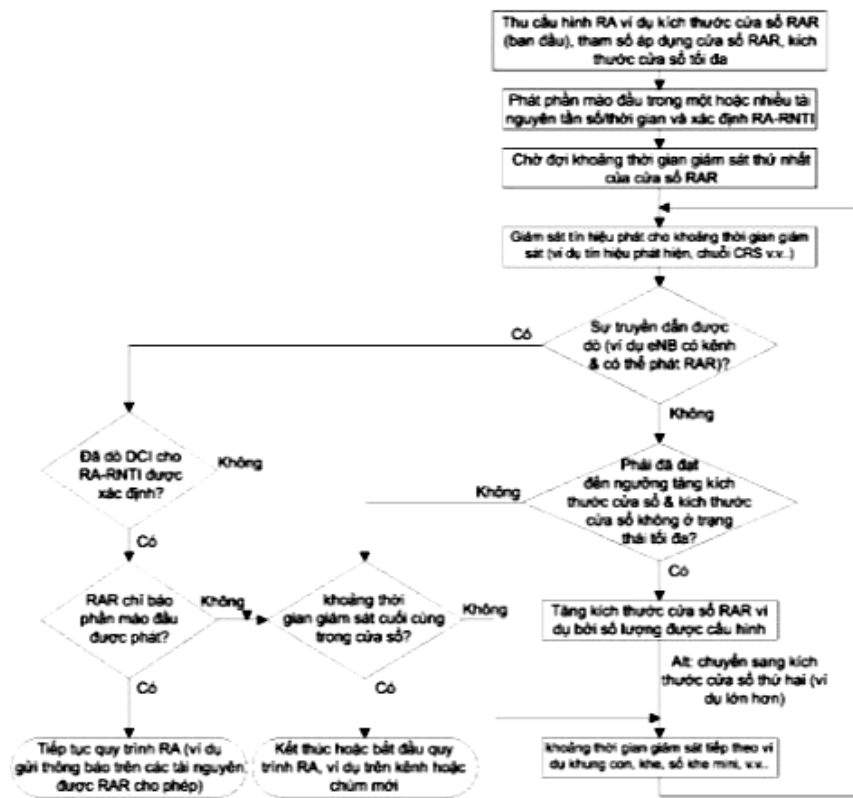 Thu cấu hình RA ví dụ kích thước cửa sổ RAR
(ban đầu), tham số áp dụng cửa sổ RAR, kích
thước cửa sổ tối đa
Phát phần mào đầu trong một hoặc nhiều tài
nguyên tần số/thời gian và xác định RA-RNTI
Chờ đợi khoảng thời gian giám sát thứ nhất
của cửa sổ RAR
Giám sát tín hiệu phát cho khoảng thời gian giám
sát (ví dụ tín hiệu phát hiện, chuỗi CRS v.v..)
Sự truyền dẫn được
dò (ví dụ eNB có kênh
& có thể phát RAR)?
Có
Không
Đã dò DCI cho
RA-RNTI được
xác định?
Không
Có
Phải đã đạt
đến ngưỡng tăng kích
thước cửa sổ & kích thước
cửa sổ không ở trạng
thái tối đa?
Không
Có
RAR chỉ báo
phần mào đầu
được phát?
Không
Có
khoảng thời
gian giám sát cuối cùng
trong cửa sổ?
Không
Có
Tăng kích thước cửa sổ RAR ví
dụ bởi số lượng được cấu hình
Alt: chuyển sang kích
thước cửa sổ thứ hai (ví
dụ lớn hơn)
Tiếp tục quy trình RA (ví dụ
gửi thông báo trên các tài nguyên
được RAR cho phép)
Kết thúc hoặc bắt đầu quy
trình RA, ví dụ trên kênh hoặc
chùm mới
khoảng thời gian giám sát tiếp theo ví
dụ khung con, khe, số khe mini, v.v..